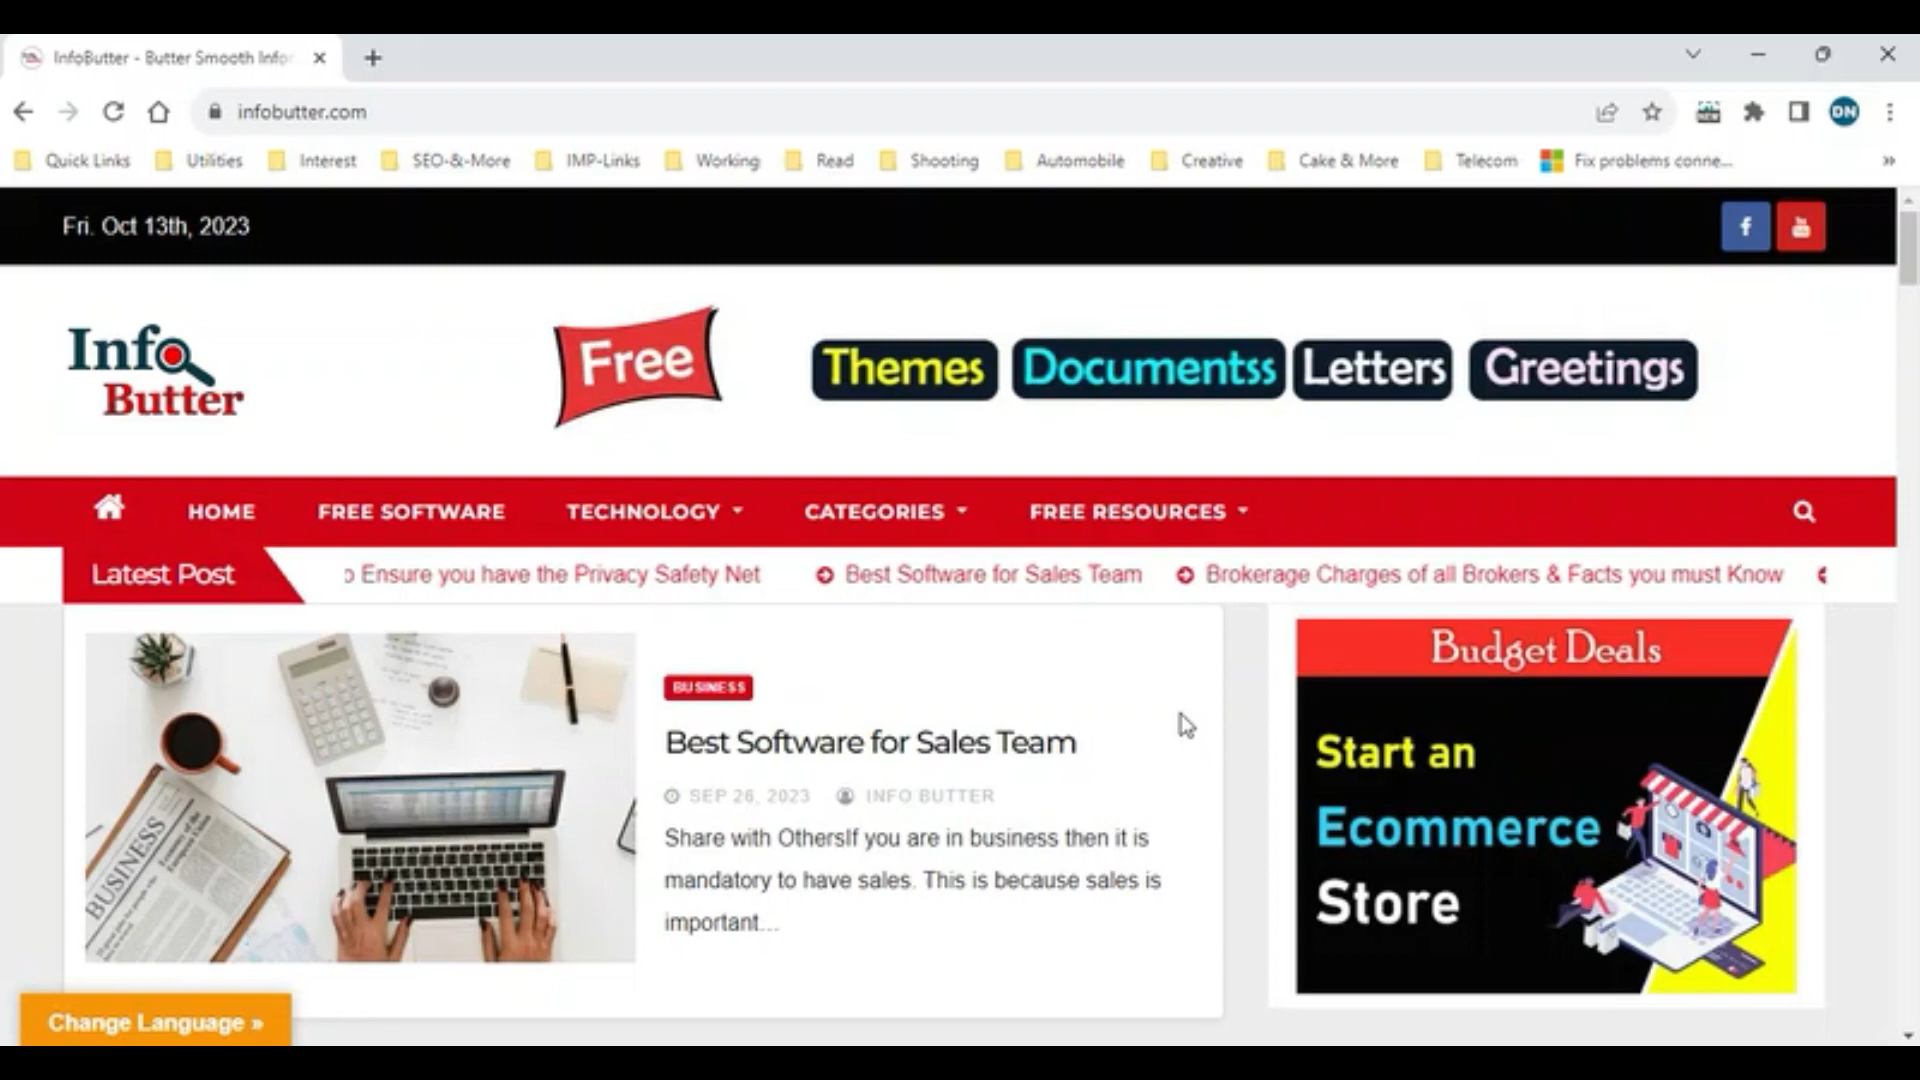 InfoButter - Butter Smooth Infor
infobutter.com
Quick Links Utilities Interest SEO-&-More IMP-Links Working Read Shooting Automobile Creative Cake & More Telecom Fix problems conne...
DN
Fri. Oct 13th, 2023
Info
Butter
Free
Themes Documentss Letters Greetings
HOME FREE SOFTWARE TECHNOLOGY CATEGORIES FREE RESOURCES
Latest Post
Ensure you have the Privacy Safety Net Best Software for Sales Team Brokerage Charges of all Brokers & Facts you must Know
BUSINESS
BUSINESS
Best Software for Sales Team
SEP 26, 2023 INFO BUTTER
Share with OthersIf you are in business then it is
mandatory to have sales. This is because sales is
important...
Budget Deals
Start an
Ecommerce
Store
Change Language »